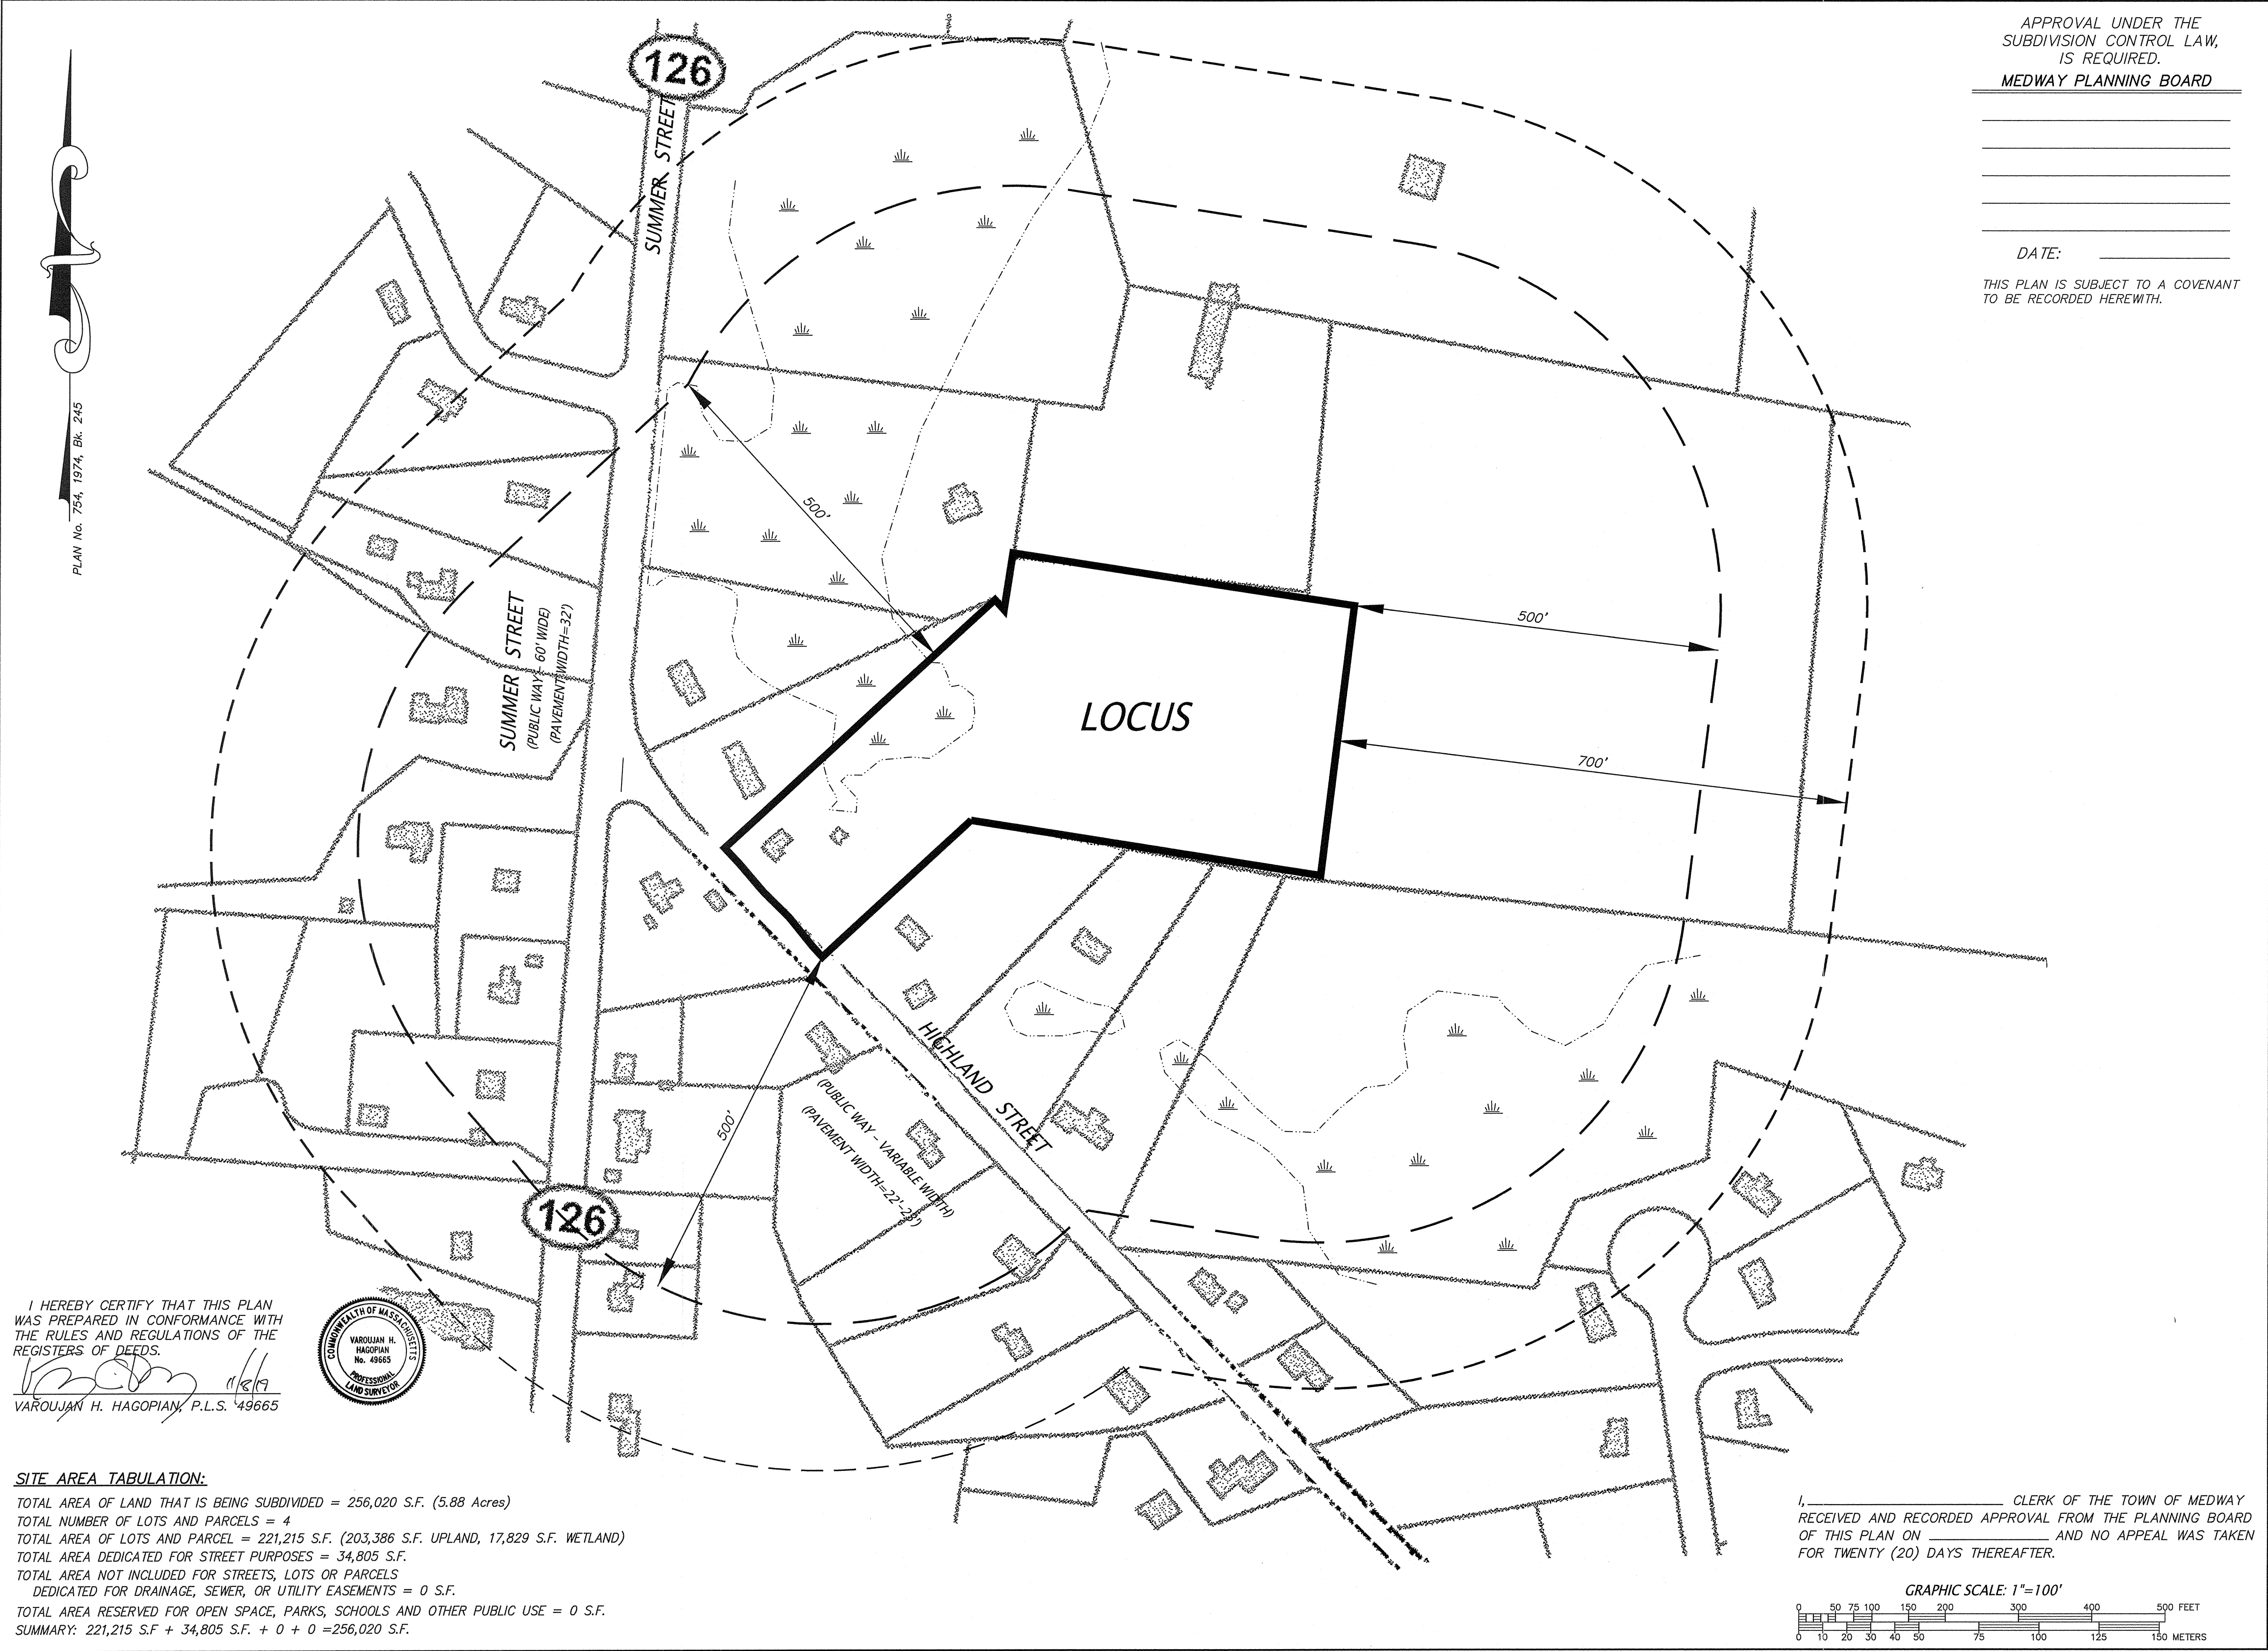 APPROVAL UNDER THE
SUBDIVISION CONTROL LAW,
IS REQUIRED.
MEDWAY PLANNING BOARD
DATE:
THIS PLAN IS SUBJECT TO A COVENANT
TO BE RECORDED HEREWITH.
PLAN No. 754, 1974, Bk. 245
126
SUMMER STREET
500'
SUMMER STREET
(PUBLIC WAY - 60' WIDE)
(PAVEMENT WIDTH=32')
LOCUS
500'
700'
HIGHLAND STREET
(PUBLIC WAY - VARIABLE WIDTH)
(PAVEMENT WIDTH=22'-23')
500'
126
I HEREBY CERTIFY THAT THIS PLAN
WAS PREPARED IN CONFORMANCE WITH
THE RULES AND REGULATIONS OF THE
REGISTERS OF DEEDS.
11/8/19
VAROUJAN H. HAGOPIAN, P.L.S. 49665
COMMONWEALTH OF MASSACHUSETTS
VAROUJAN H.
HAGOPIAN
No. 49665
PROFESSIONAL
LAND SURVEYOR
SITE AREA TABULATION:
TOTAL AREA OF LAND THAT IS BEING SUBDIVIDED = 256,020 S.F. (5.88 Acres)
TOTAL NUMBER OF LOTS AND PARCELS = 4
TOTAL AREA OF LOTS AND PARCEL = 221,215 S.F. (203,386 S.F. UPLAND, 17,829 S.F. WETLAND)
TOTAL AREA DEDICATED FOR STREET PURPOSES = 34,805 S.F.
TOTAL AREA NOT INCLUDED FOR STREETS, LOTS OR PARCELS
DEDICATED FOR DRAINAGE, SEWER, OR UTILITY EASEMENTS = 0 S.F.
TOTAL AREA RESERVED FOR OPEN SPACE, PARKS, SCHOOLS AND OTHER PUBLIC USE = 0 S.F.
SUMMARY: 221,215 S.F + 34,805 S.F. + 0 + 0 =256,020 S.F.
I, CLERK OF THE TOWN OF MEDWAY
RECEIVED AND RECORDED APPROVAL FROM THE PLANNING BOARD
OF THIS PLAN ON AND NO APPEAL WAS TAKEN
FOR TWENTY (20) DAYS THEREAFTER.
GRAPHIC SCALE: 1"=100'
0 50 75 100 150 200 300 400 500 FEET
0 10 20 30 40 50 75 100 125 150 METERS